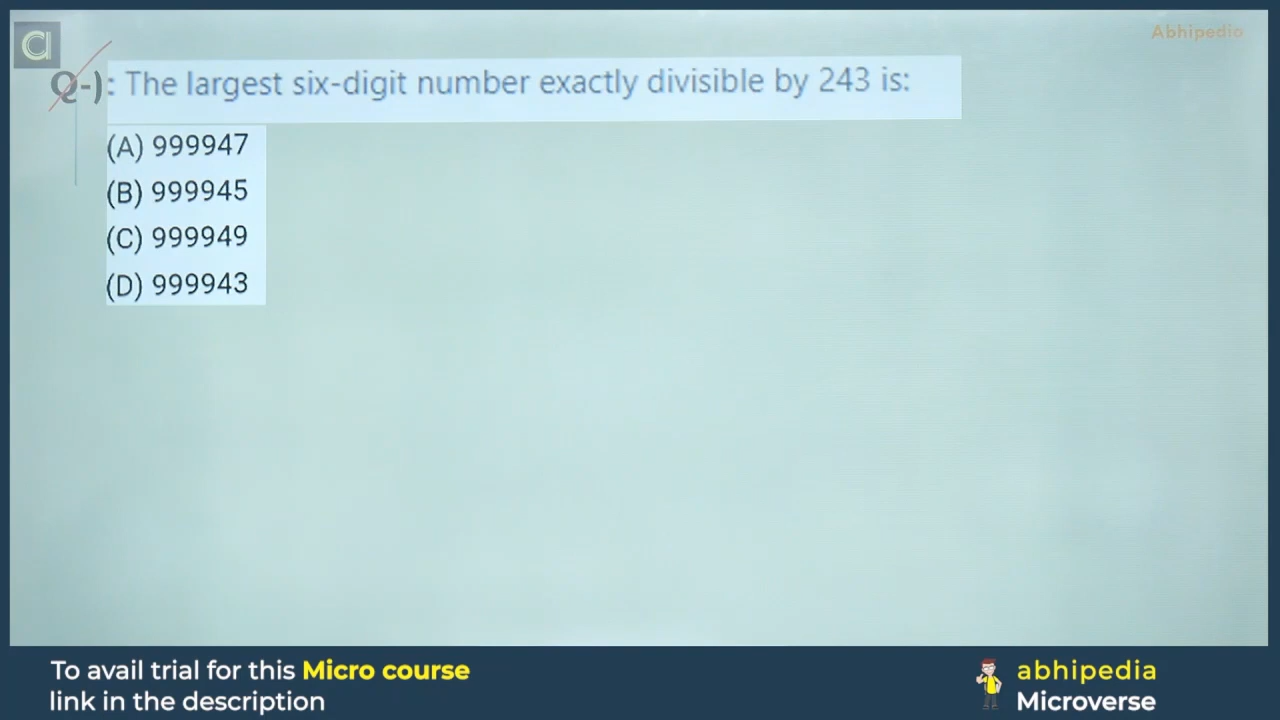 Abhipedia
Q-): The largest six-digit number exactly divisible by 243 is:
(A) 999947
(B) 999945
(C) 999949
(D) 999943
To avail trial for this Micro course
link in the description
abhipedia
Microverse